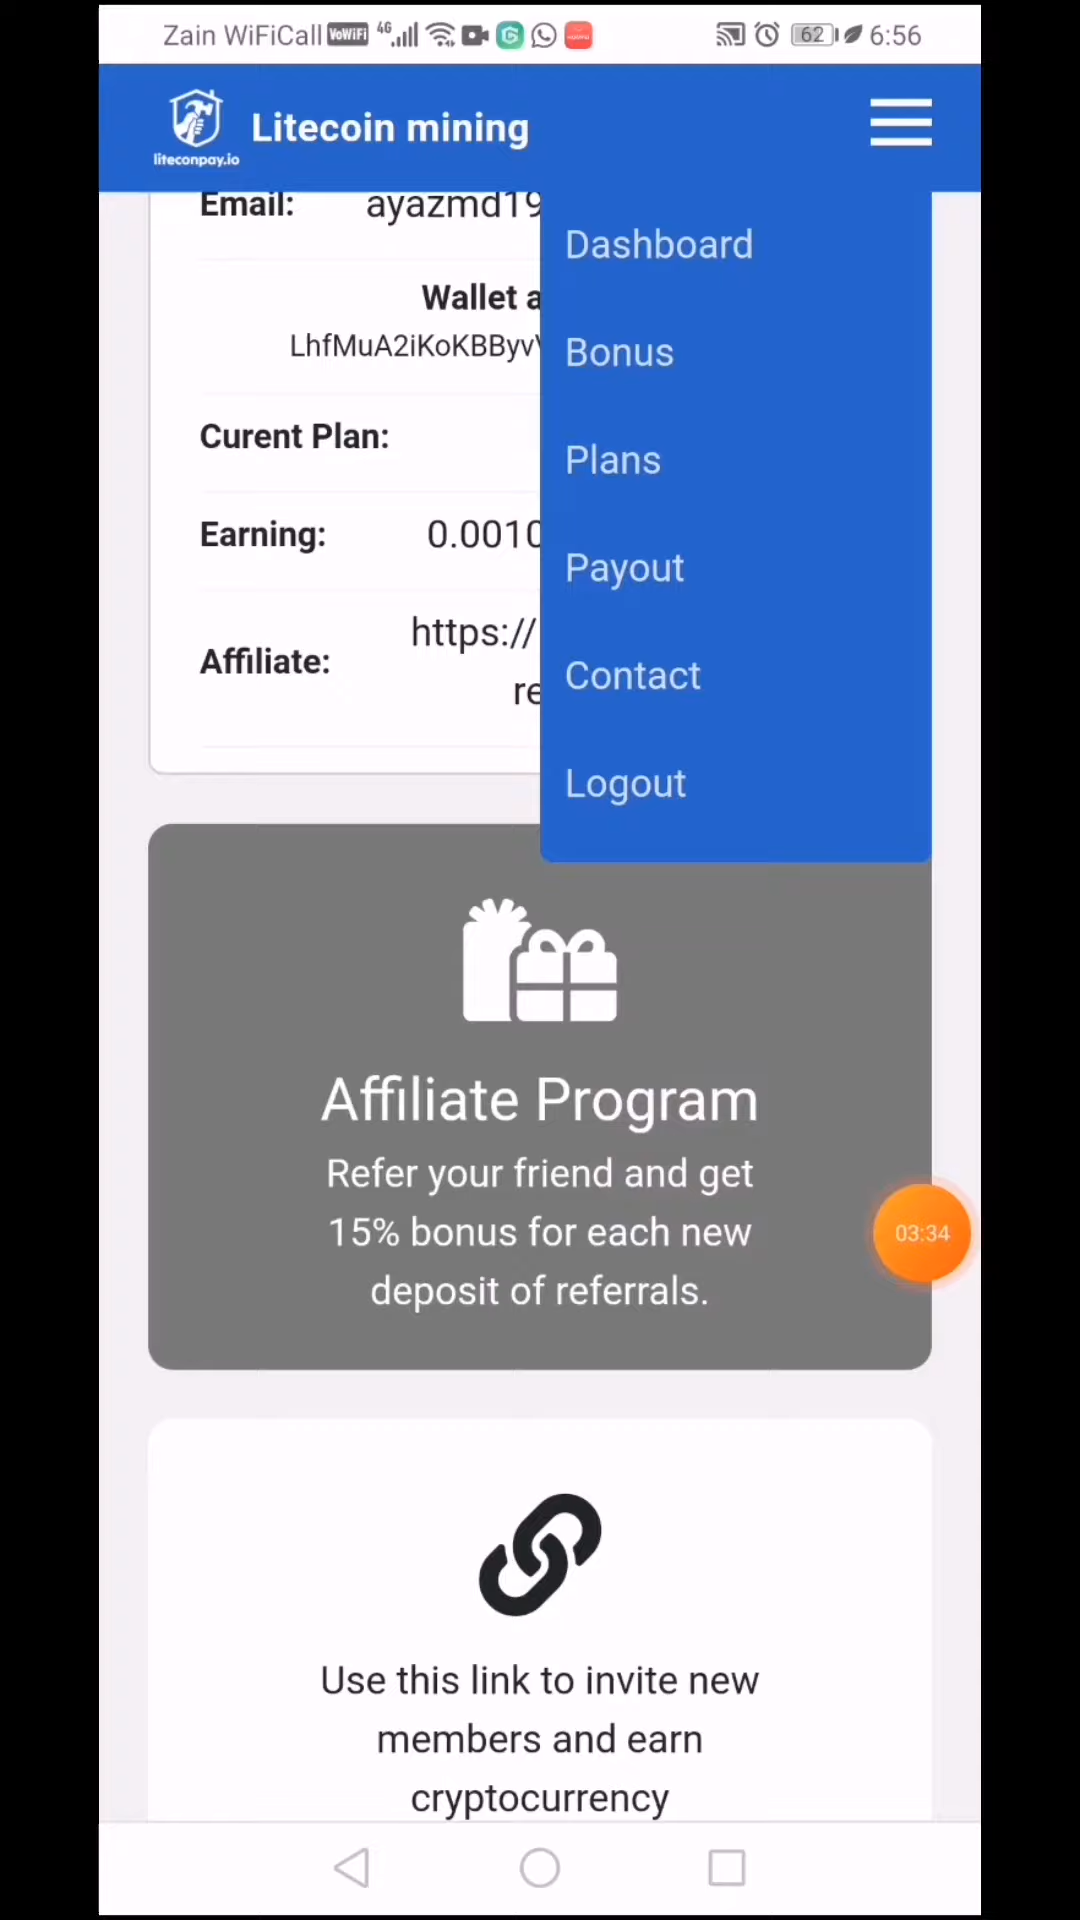 Zain WiFiCall VoWiFi 4G 62 6:56
liteconpay.io
Litecoin mining
Email: ayazmd19
Dashboard
Wallet a
LhfMuA2iKoKBByv
Bonus
Curent Plan:
Plans
Earning: 0.0010
Payout
https://
Affiliate:
re
Contact
Logout
Affiliate Program
Refer your friend and get
15% bonus for each new
deposit of referrals.
03:34
Use this link to invite new
members and earn
cryptocurrency